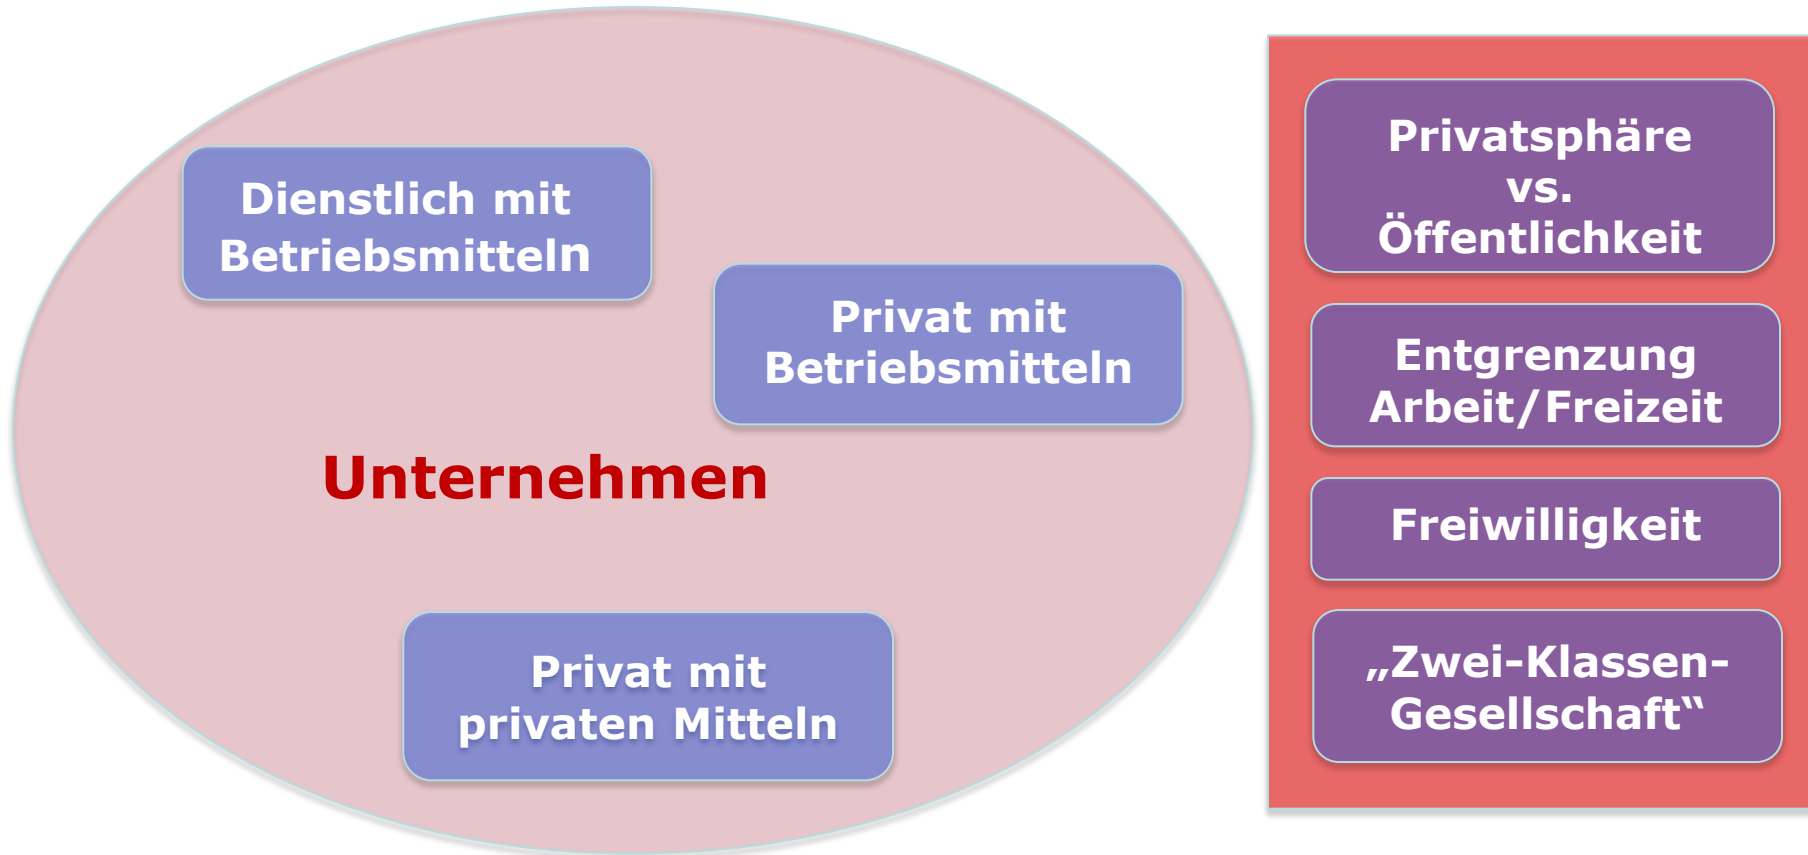 Dienstlich mit
Betriebsmitteln
Privat mit
Betriebsmitteln
Unternehmen
Privat mit
privaten Mitteln
Privatsphäre
vs.
Öffentlichkeit
Entgrenzung
Arbeit/Freizeit
Freiwilligkeit
„Zwei-Klassen-
Gesellschaft“